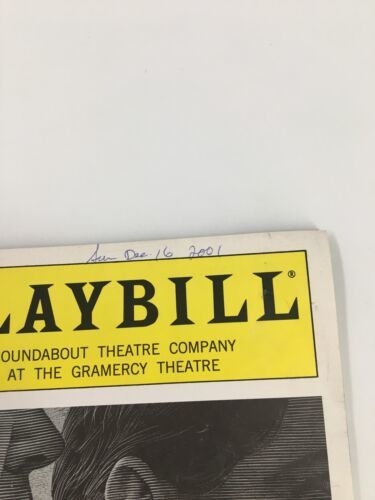 Sun Dec. 16 2001
LAYBILL®
OUNDABOUT THEATRE COMPANY
AT THE GRAMERCY THEATRE